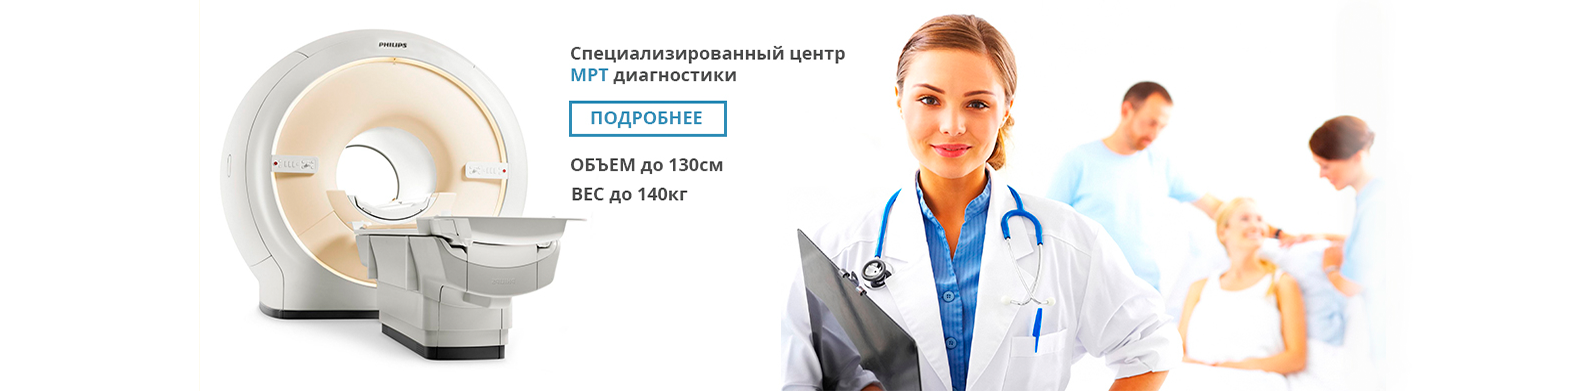 PHILIPS
Специализированный центр
МРТ диагностики
ПОДРОБНЕЕ
ОБЪЕМ до 130см
ВЕС до 140кг